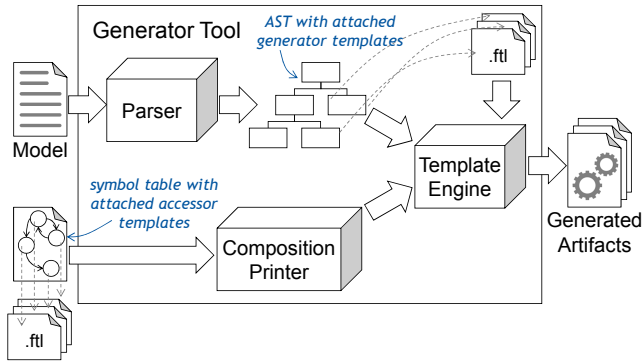 Generator Tool
AST with attached
generator templates
.ftl
Parser
Model
Template
Engine
symbol table with
attached accessor
templates
Composition
Printer
Generated
Artifacts
.ftl